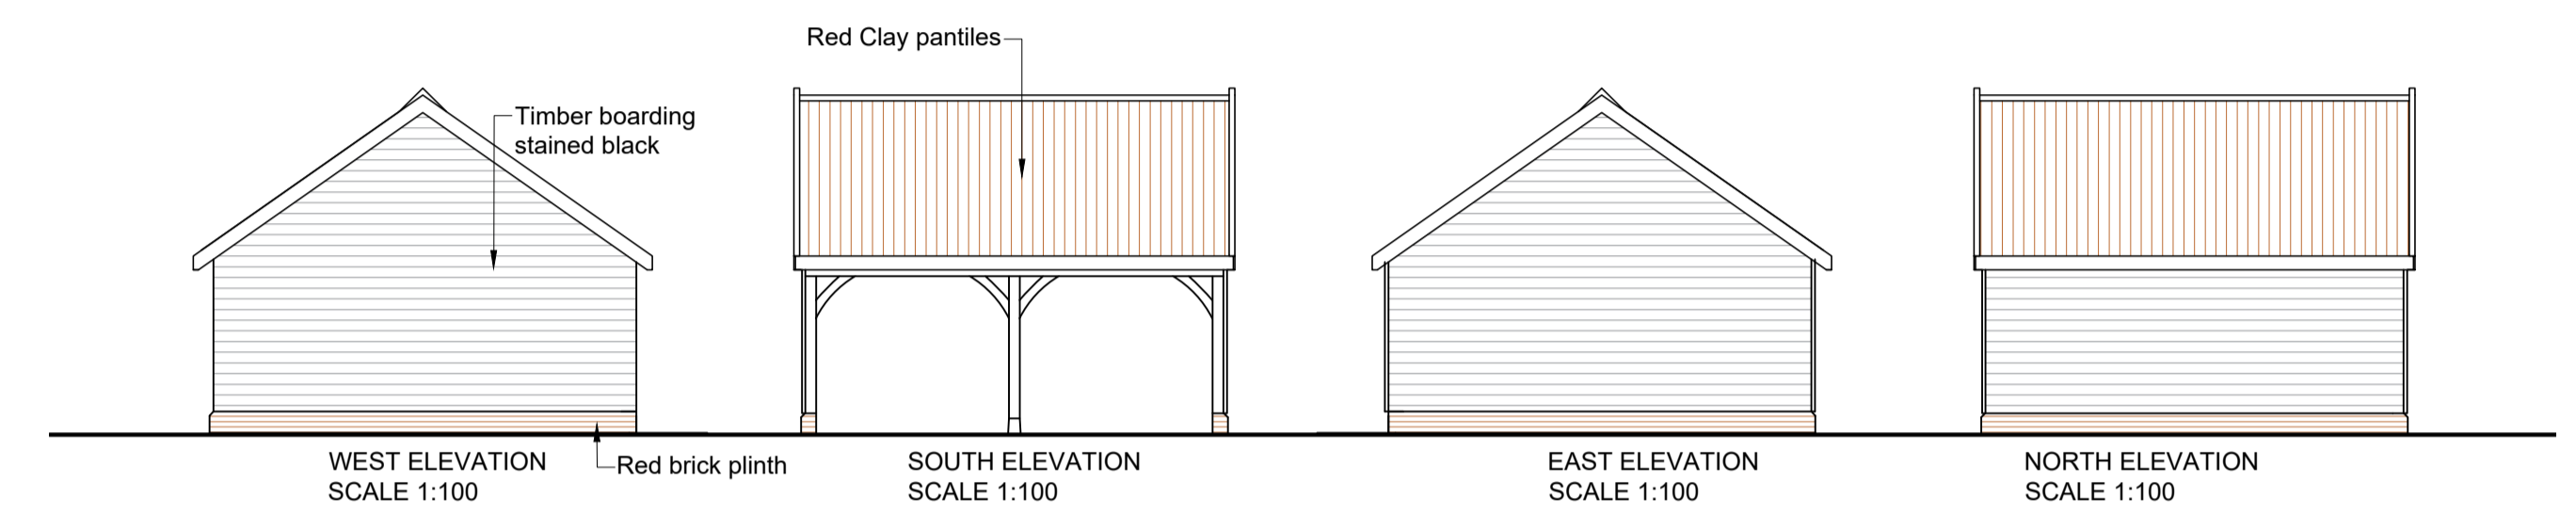 Red Clay pantiles
Timber boarding
stained black
Red brick plinth
WEST ELEVATION
SCALE 1:100
SOUTH ELEVATION
SCALE 1:100
EAST ELEVATION
SCALE 1:100
NORTH ELEVATION
SCALE 1:100